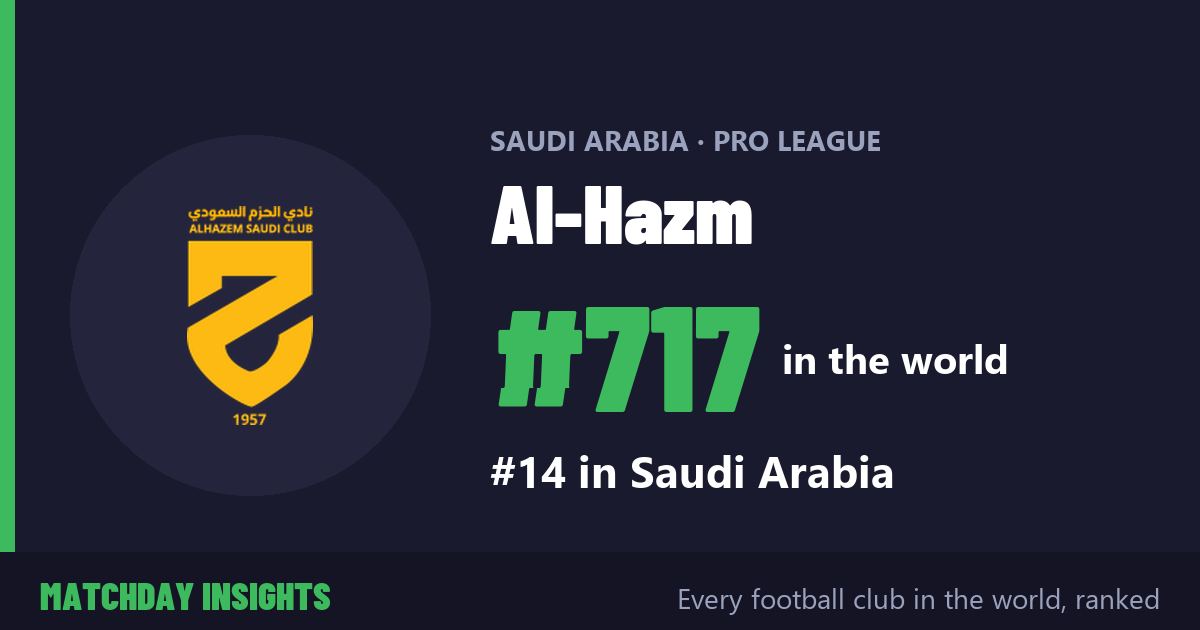 نادي الحزم السعودي
ALHAZEM SAUDI CLUB
1957
SAUDI ARABIA · PRO LEAGUE
Al-Hazm
#717 in the world
#14 in Saudi Arabia
MATCHDAY INSIGHTS
Every football club in the world, ranked